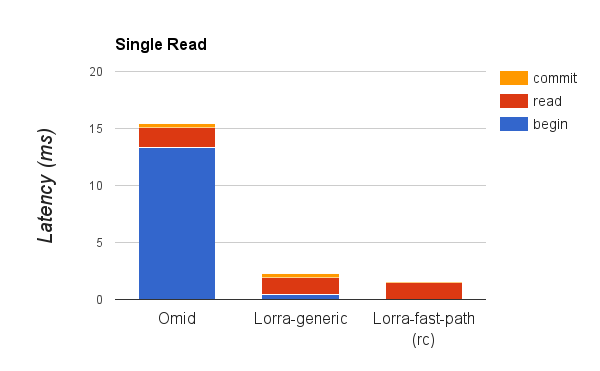 Single Read
Latency (ms)
20
15
10
5
0
commit
read
begin
Omid
Lorra-generic
Lorra-fast-path
(rc)